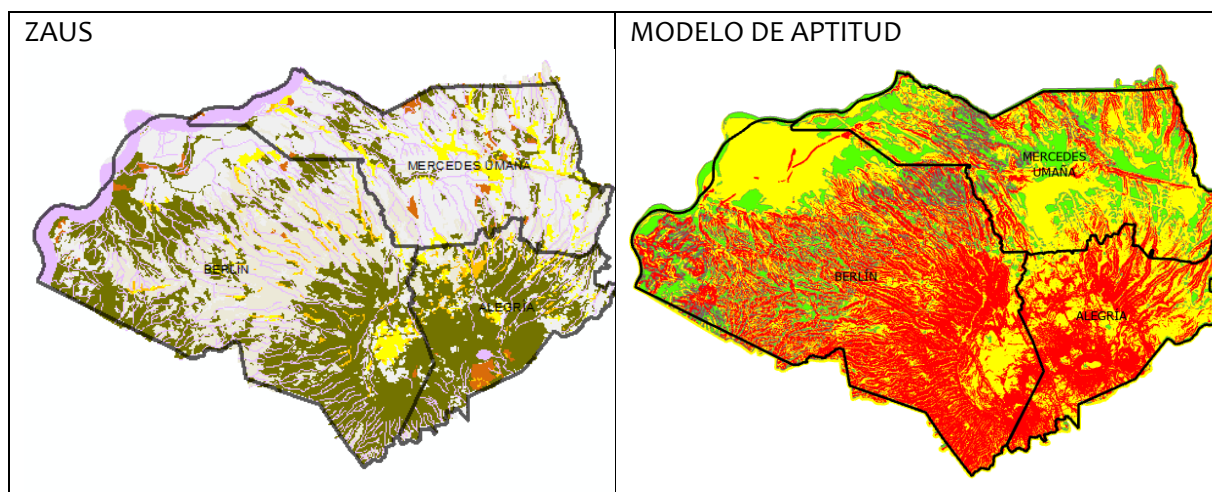 ZAUS
MODELO DE APTITUD
MERCEDES UMAÑA
BERLÍN
ALEGRÍA
MERCEDES
UMAÑA
BERLÍN
ALEGRÍA